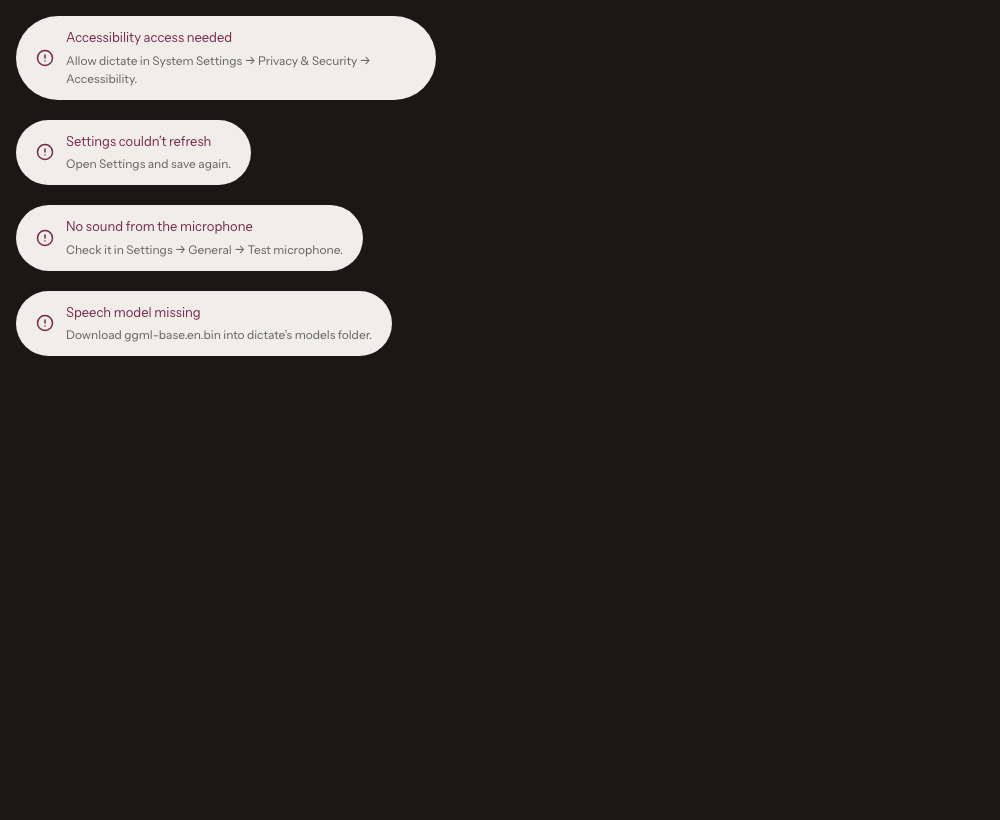 Accessibility access needed
Allow dictate in System Settings → Privacy & Security →
Accessibility.
Settings couldn’t refresh
Open Settings and save again.
No sound from the microphone
Check it in Settings → General → Test microphone.
Speech model missing
Download ggml-base.en.bin into dictate’s models folder.